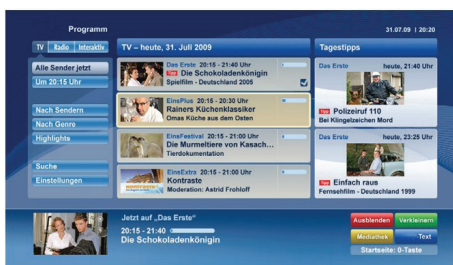 Programm
31.07.09 | 20:20
TV Radio Interaktiv
TV – heute, 31. Juli 2009
Tagestipps
Alle Sender jetzt
Um 20:15 Uhr
Nach Sendern
Nach Genre
Highlights
Suche
Einstellungen
Das Erste 20:15 - 21:40 Uhr
Tipp Die Schokoladenkönigin
Spielfilm - Deutschland 2005
EinsPlus 20:15 - 20:30 Uhr
Rainers Küchenklassiker
Omas Küche aus dem Osten
EinsFestival 20:15 - 21:00 Uhr
Die Murmeltiere von Kasach...
Tierdokumentation
EinsExtra 20:15 - 21:00 Uhr
Kontraste
Moderation: Astrid Frohloff
Das Erste heute, 21:40 Uhr
Tipp Polizeiruf 110
Bei Klingelzeichen Mord
Das Erste heute, 23:25 Uhr
Tipp Einfach raus
Fernsehfilm - Deutschland 1999
Jetzt auf „Das Erste“
20:15 - 21:40
Die Schokoladenkönigin
Ausblenden Verkleinern
Mediathek Text
Startseite: 0-Taste